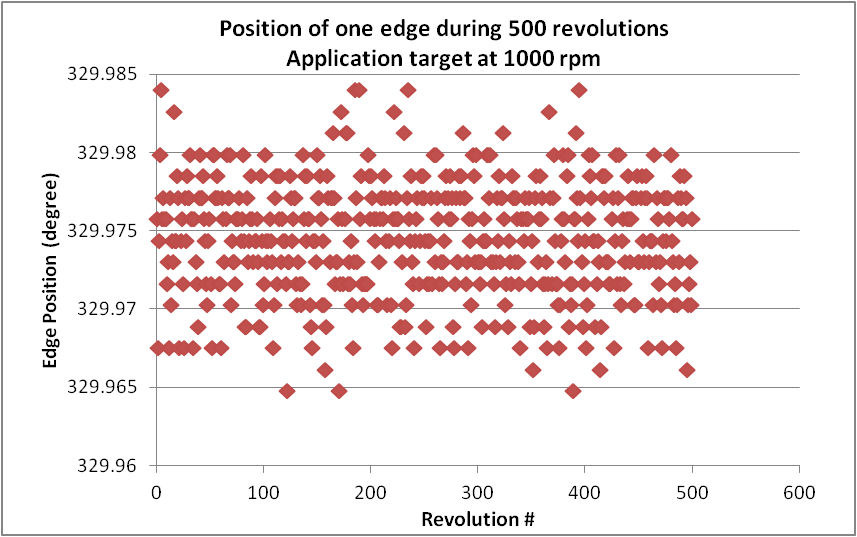 Position of one edge during 500 revolutions
Application target at 1000 rpm
329.985
329.98
329.975
329.97
329.965
329.96
Edge Position (degree)
0 100 200 300 400 500 600
Revolution #